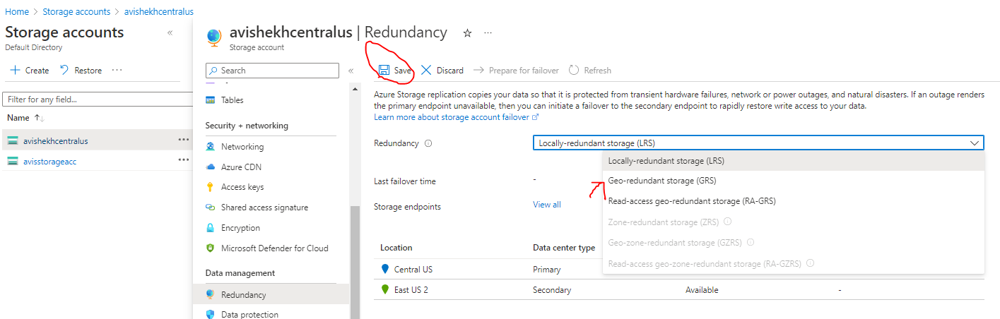 Home > Storage accounts > avishekhcentralus
Storage accounts «
Default Directory
+ Create Restore ...
Filter for any field...
Name ↑↓
avishekhcentralus ...
avisstorageacc ...
avishekhcentralus | Redundancy ☆ ...
Storage account
Search «
Tables
Security + networking
Networking
Azure CDN
Access keys
Shared access signature
Encryption
Microsoft Defender for Cloud
Data management
Redundancy
Data protection
Save Discard → Prepare for failover Refresh
Azure Storage replication copies your data so that it is protected from transient hardware failures, network or power outages, and natural disasters. If an outage renders
the primary endpoint unavailable, then you can initiate a failover to the secondary endpoint to rapidly restore write access to your data.
Learn more about storage account failover
Redundancy Locally-redundant storage (LRS)
Locally-redundant storage (LRS)
Geo-redundant storage (GRS)
Read-access geo-redundant storage (RA-GRS)
Zone-redundant storage (ZRS)
Geo-zone-redundant storage (GZRS)
Read-access geo-zone-redundant storage (RA-GZRS)
Last failover time -
Storage endpoints View all
Location Data center type
Central US Primary
East US 2 Secondary Available -